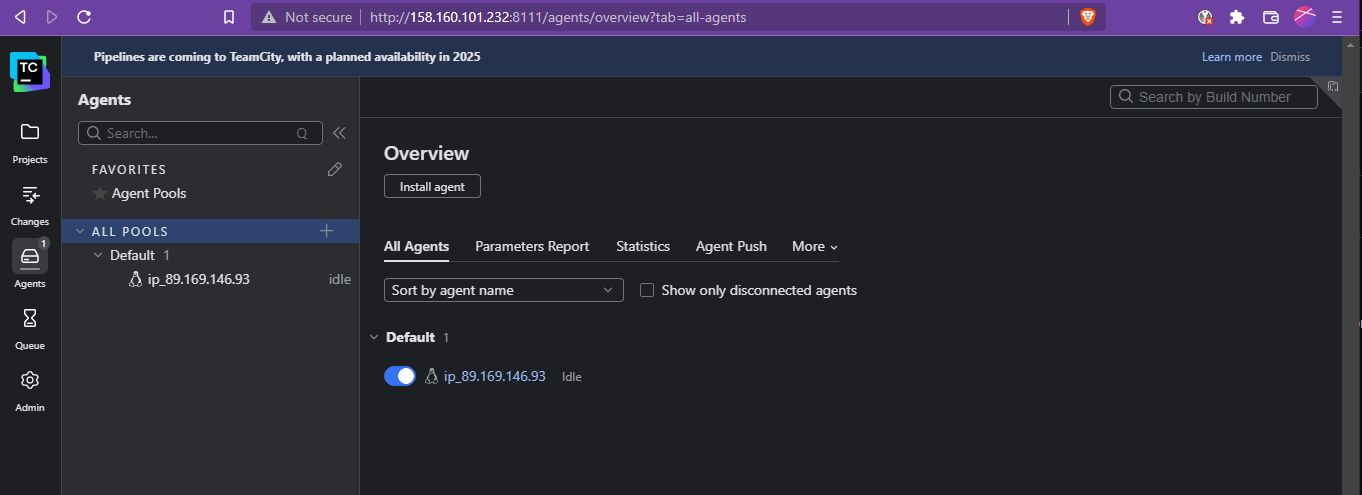 Not secure
http://158.160.101.232:8111/agents/overview?tab=all-agents
TC
Pipelines are coming to TeamCity, with a planned availability in 2025
Learn more Dismiss
Projects
Changes
1
Agents
Queue
Admin
Agents
Search... Q
FAVORITES
Agent Pools
ALL POOLS
Default 1
ip_89.169.146.93 idle
Search by Build Number
Overview
Install agent
All Agents Parameters Report Statistics Agent Push More
Sort by agent name
Show only disconnected agents
Default 1
ip_89.169.146.93 Idle